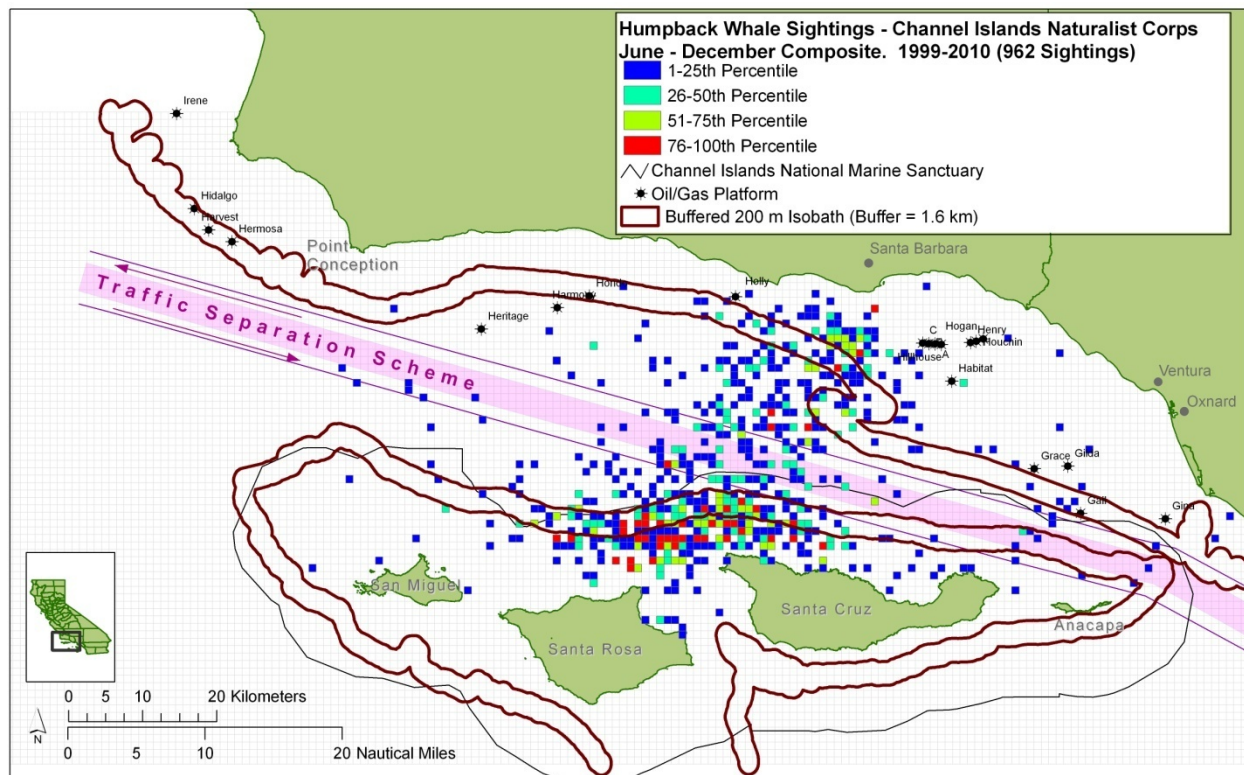 Humpback Whale Sightings - Channel Islands Naturalist Corps
June - December Composite. 1999-2010 (962 Sightings)
1-25th Percentile
26-50th Percentile
51-75th Percentile
76-100th Percentile
Channel Islands National Marine Sanctuary
Oil/Gas Platform
Buffered 200 m Isobath (Buffer = 1.6 km)
Irene
Hidalgo
Harvest
Hermosa
Point
Conception
Santa Barbara
Traffic Separation Scheme
Heritage
Harmony
Hond
Holly
C
Hogan
Henry
Houchin
Hillhouse
A
Habitat
Ventura
Oxnard
Grace
Gilda
Gail
Gina
San Miguel
Santa Rosa
Santa Cruz
Anacapa
0 5 10 20 Kilometers
0 5 10 20 Nautical Miles
N